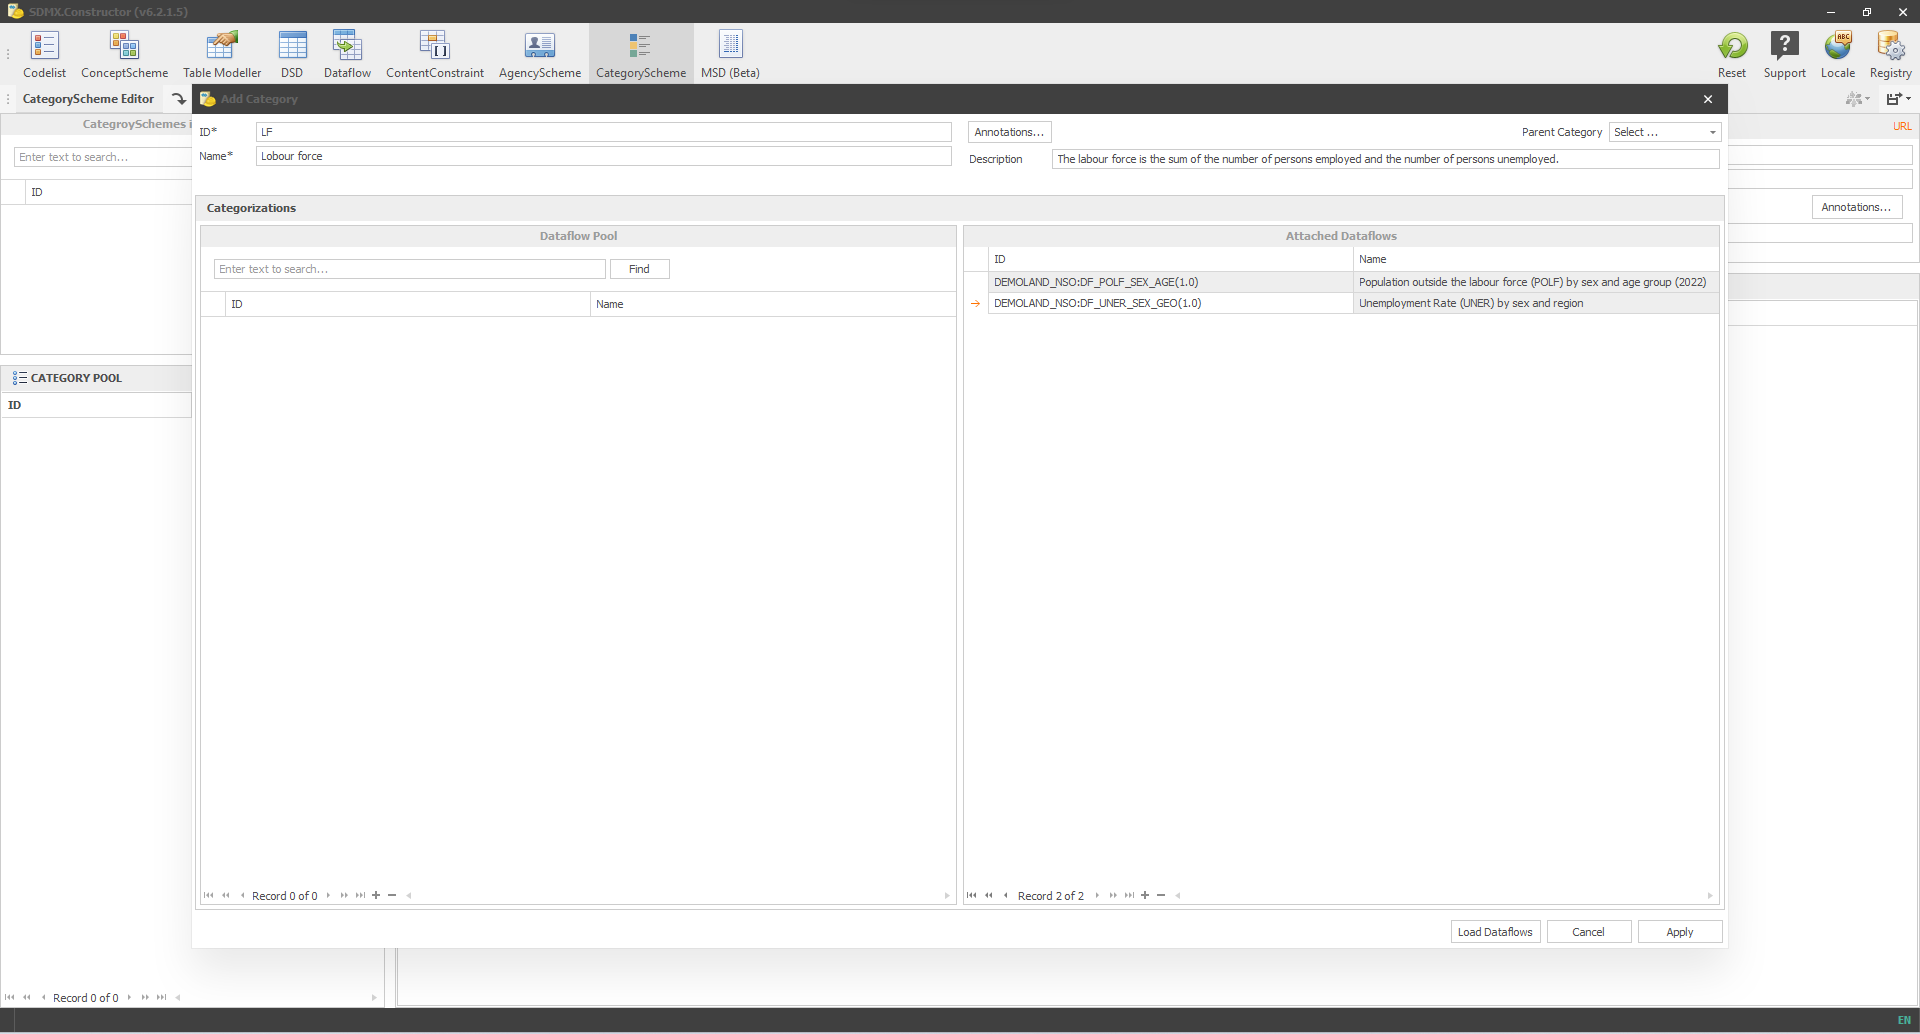 SDMX.Constructor (v6.2.1.5)
Codelist
ConceptScheme
Table Modeller
DSD
Dataflow
ContentConstraint
AgencyScheme
CategoryScheme
MSD (Beta)
Reset
ABC
Support
Locale
Registry
CategoryScheme Editor
Add Category
CategroySchemes i
URL
ID*
LF
Annotations...
Parent Category
Select ...
Name*
Lobour force
Description
The labour force is the sum of the number of persons employed and the number of persons unemployed.
Enter text to search...
ID
Annotations...
Categorizations
Dataflow Pool
Attached Dataflows
Enter text to search...
Find
ID
Name
ID
Name
DEMOLAND_NSO:DF_POLF_SEX_AGE(1.0)
Population outside the labour force (POLF) by sex and age group (2022)
DEMOLAND_NSO:DF_UNER_SEX_GEO(1.0)
Unemployment Rate (UNER) by sex and region
CATEGORY POOL
ID
Record 0 of 0
Record 2 of 2
Load Dataflows
Cancel
Apply
Record 0 of 0
EN